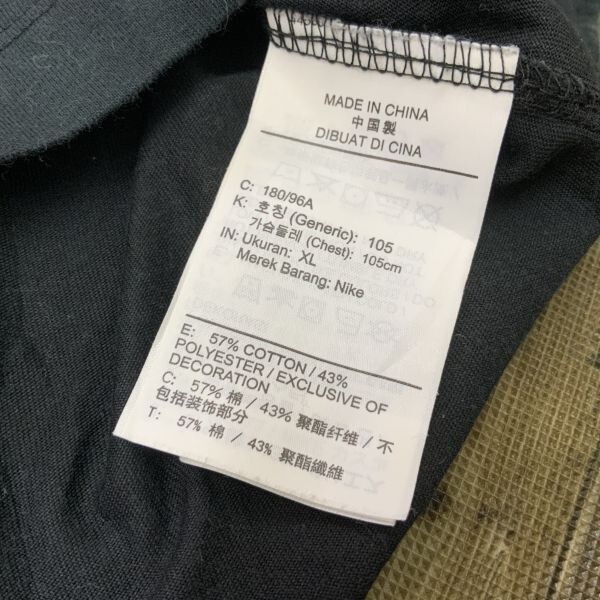 MADE IN CHINA
中国製
DIBUAT DI CINA
C: 180/96A
K: 호칭 (Generic): 105
가슴둘레 (Chest): 105cm
IN: Ukuran: XL
Merek Barang: Nike
E: 57% COTTON / 43%
POLYESTER / EXCLUSIVE OF
DECORATION
C: 57% 棉 / 43% 聚酯纤维 / 不
包括装饰部分
T: 57% 棉 / 43% 聚酯纖維